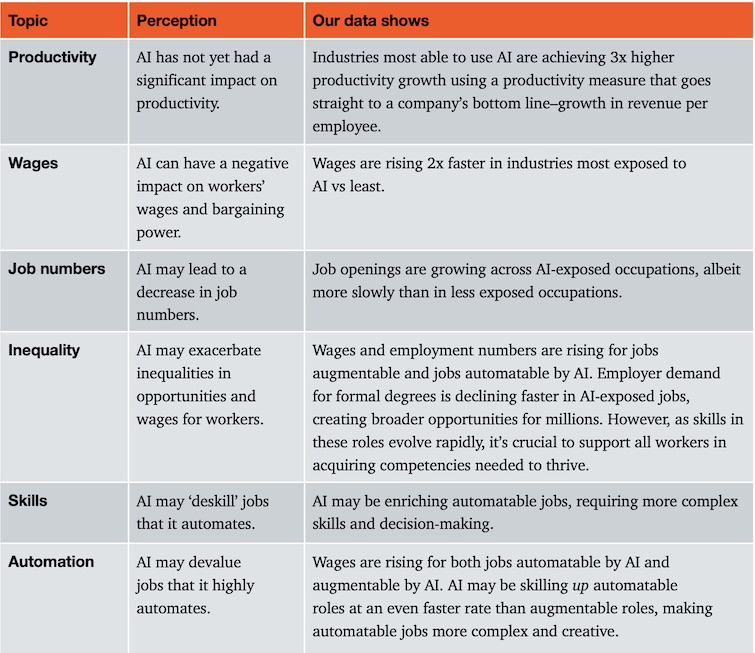 Topic
Perception
Our data shows
Productivity
AI has not yet had a
significant impact on
productivity.
Industries most able to use AI are achieving 3x higher
productivity growth using a productivity measure that goes
straight to a company’s bottom line–growth in revenue per
employee.
Wages
AI can have a negative
impact on workers’
wages and bargaining
power.
Wages are rising 2x faster in industries most exposed to
AI vs least.
Job numbers
AI may lead to a
decrease in job
numbers.
Job openings are growing across AI-exposed occupations, albeit
more slowly than in less exposed occupations.
Inequality
AI may exacerbate
inequalities in
opportunities and
wages for workers.
Wages and employment numbers are rising for jobs
augmentable and jobs automatable by AI. Employer demand
for formal degrees is declining faster in AI-exposed jobs,
creating broader opportunities for millions. However, as skills in
these roles evolve rapidly, it’s crucial to support all workers in
acquiring competencies needed to thrive.
Skills
AI may ‘deskill’ jobs
that it automates.
AI may be enriching automatable jobs, requiring more complex
skills and decision-making.
Automation
AI may devalue
jobs that it highly
automates.
Wages are rising for both jobs automatable by AI and
augmentable by AI. AI may be skilling up automatable
roles at an even faster rate than augmentable roles, making
automatable jobs more complex and creative.